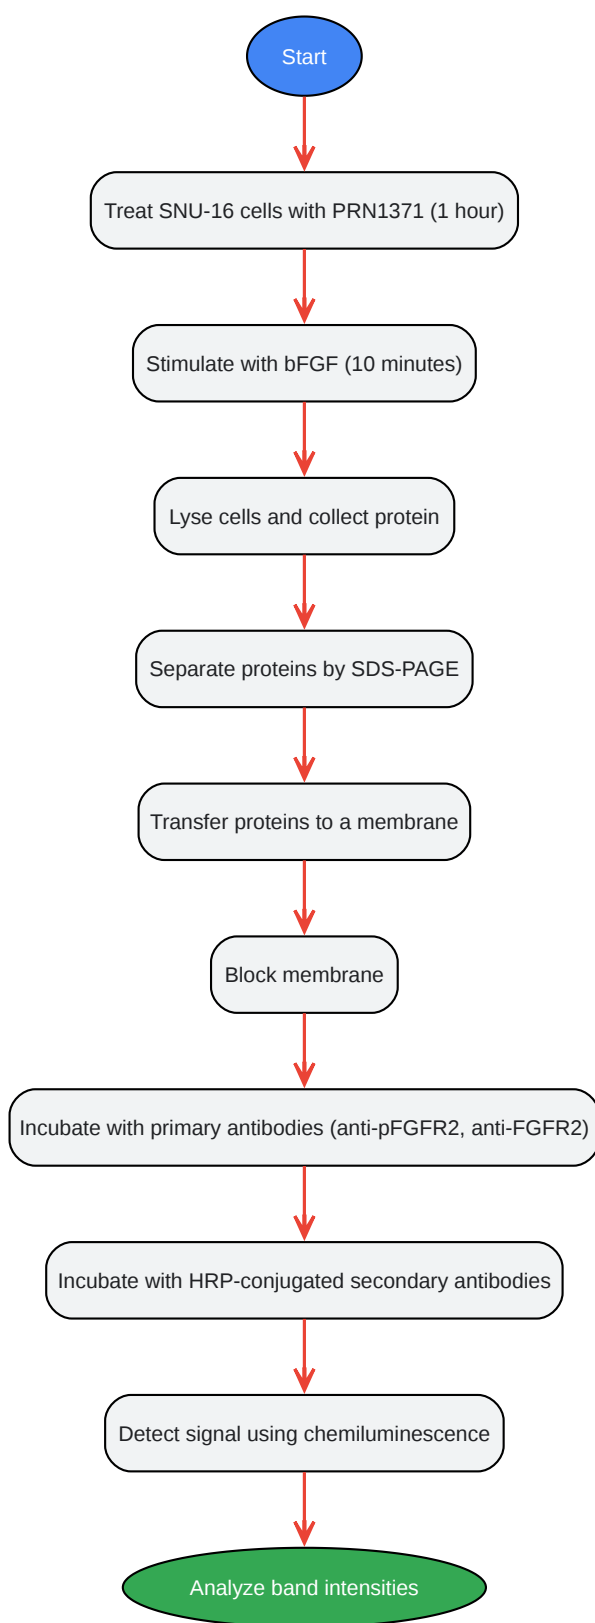 Start
Treat SNU-16 cells with PRN1371 (1 hour)
Stimulate with bFGF (10 minutes)
Lyse cells and collect protein
Separate proteins by SDS-PAGE
Transfer proteins to a membrane
Block membrane
Incubate with primary antibodies (anti-pFGFR2, anti-FGFR2)
Incubate with HRP-conjugated secondary antibodies
Detect signal using chemiluminescence
Analyze band intensities